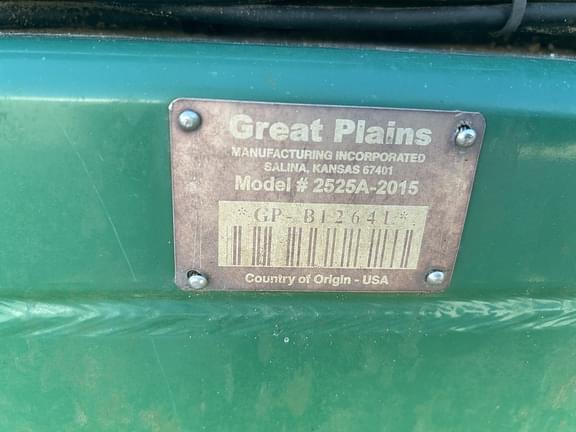 Great Plains
MANUFACTURING INCORPORATED
SALINA, KANSAS 67401
Model # 2525A-2015
*GP-B1264L*
Country of Origin - USA